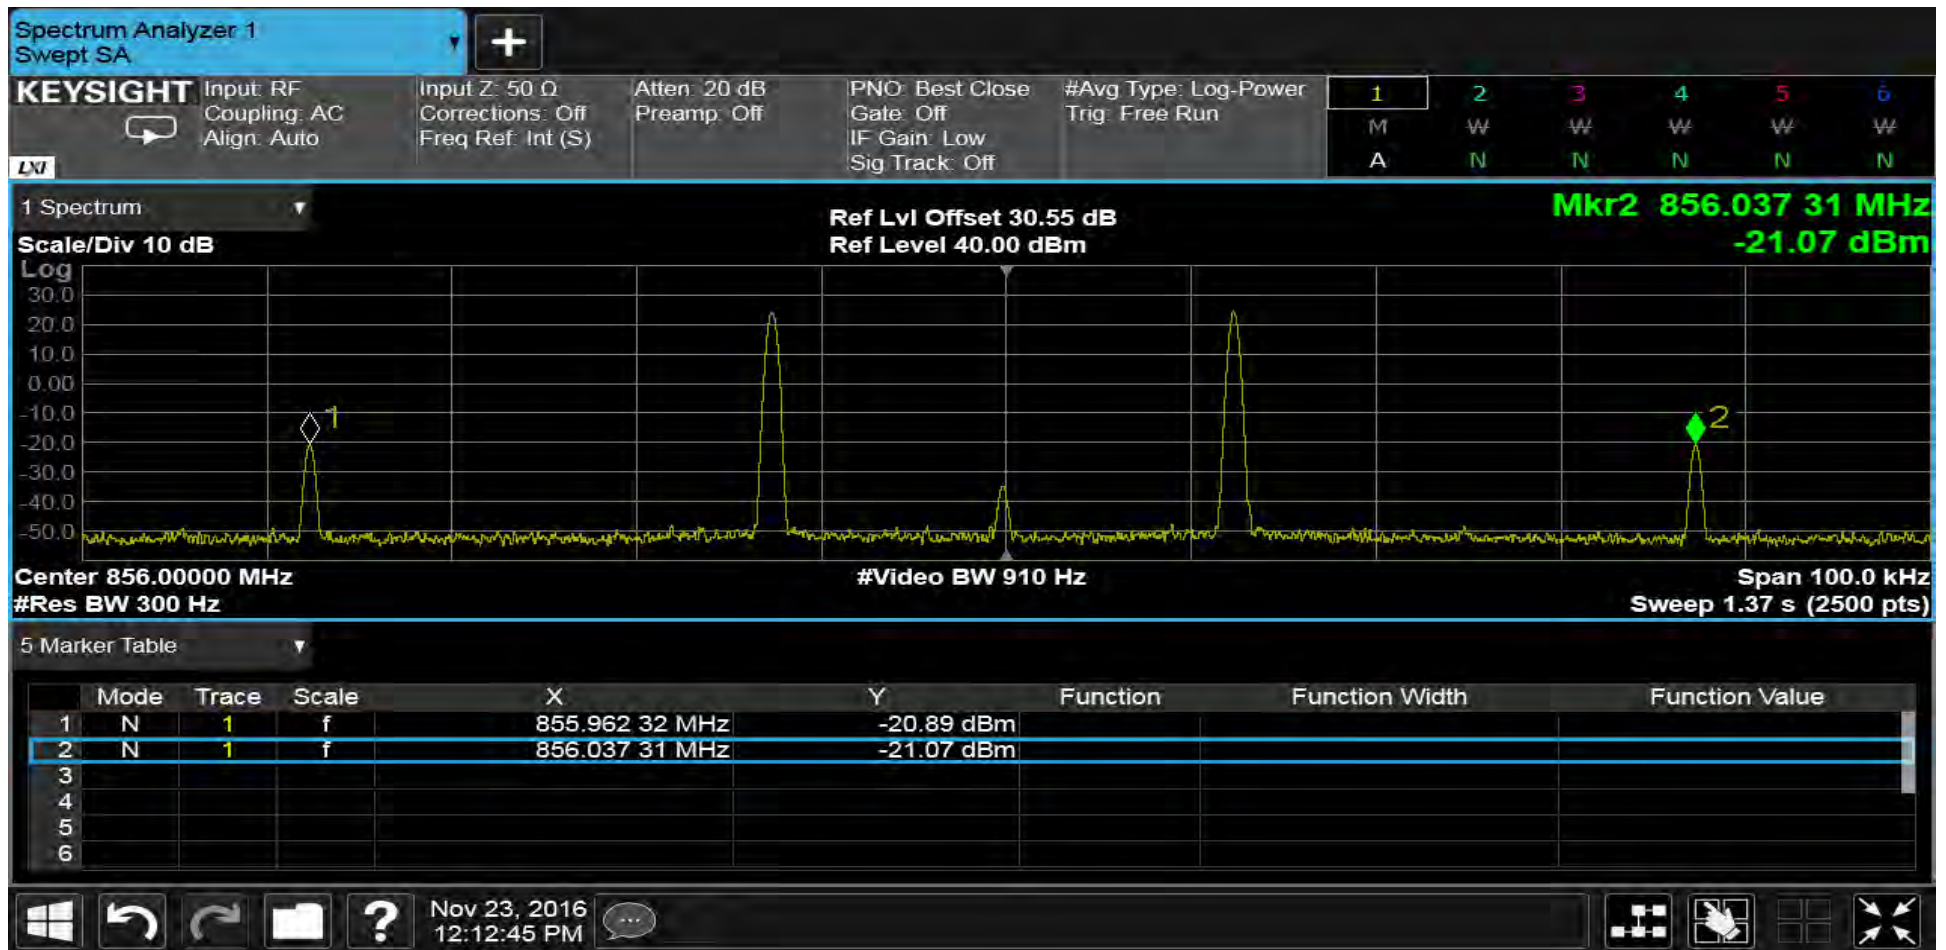 Spectrum Analyzer 1
Swept SA
KEYSIGHT
LXI
Input: RF
Coupling: AC
Align: Auto
Input Z: 50 Ω
Corrections: Off
Freq Ref: Int (S)
Atten: 20 dB
Preamp: Off
PNO: Best Close
Gate: Off
IF Gain: Low
Sig Track: Off
#Avg Type: Log-Power
Trig: Free Run
1 2 3 4 5 6
M W W W W W
A N N N N N
1 Spectrum
Scale/Div 10 dB
Ref Lvl Offset 30.55 dB
Ref Level 40.00 dBm
Mkr2 856.037 31 MHz
-21.07 dBm
Log
30.0
20.0
10.0
0.00
-10.0
-20.0
-30.0
-40.0
-50.0
1
2
Center 856.00000 MHz
#Video BW 910 Hz
Span 100.0 kHz
#Res BW 300 Hz
Sweep 1.37 s (2500 pts)
5 Marker Table
Mode Trace Scale X Y Function Function Width Function Value
1 N 1 f 855.962 32 MHz -20.89 dBm
2 N 1 f 856.037 31 MHz -21.07 dBm
3
4
5
6
?
Nov 23, 2016
12:12:45 PM